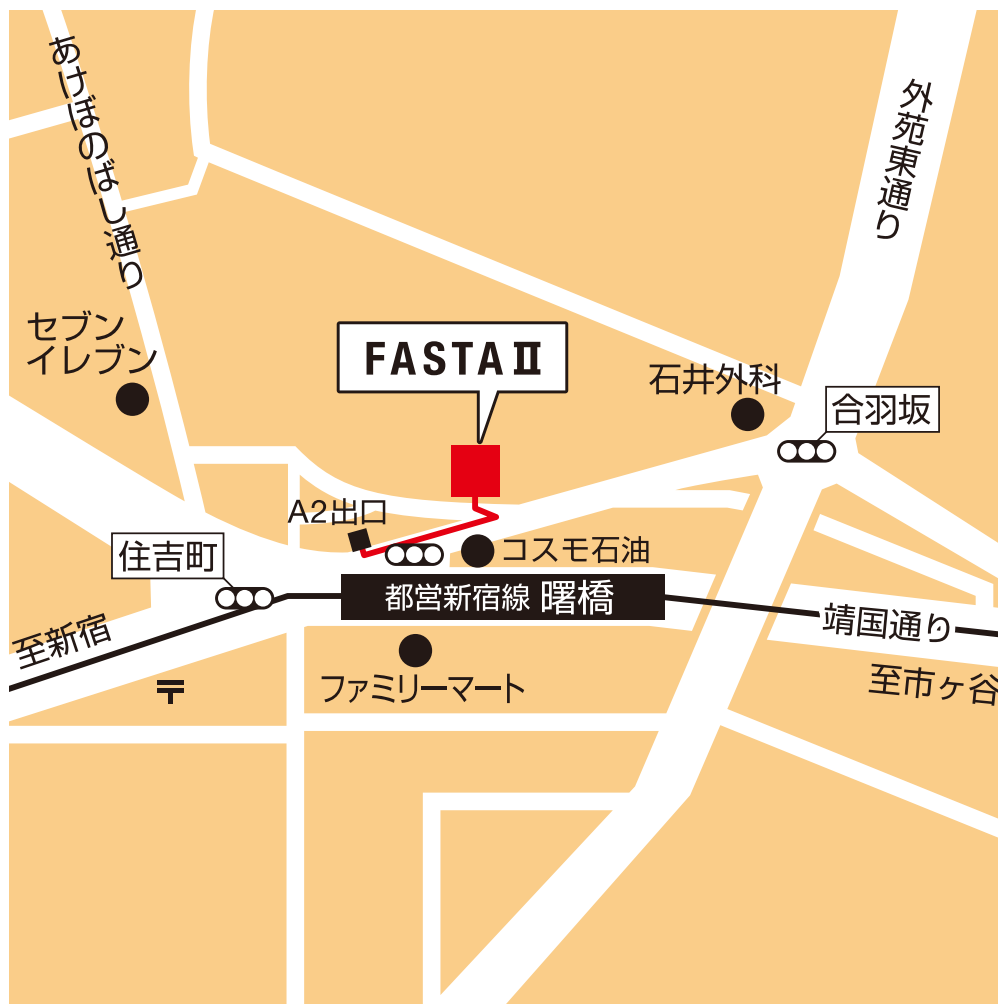 あけぼのばし通り
外苑東通り
セブン
イレブン
FASTA II
石井外科
合羽坂
A2出口
コスモ石油
住吉町
都営新宿線 曙橋
靖国通り
至新宿
至市ヶ谷
ファミリーマート
〒